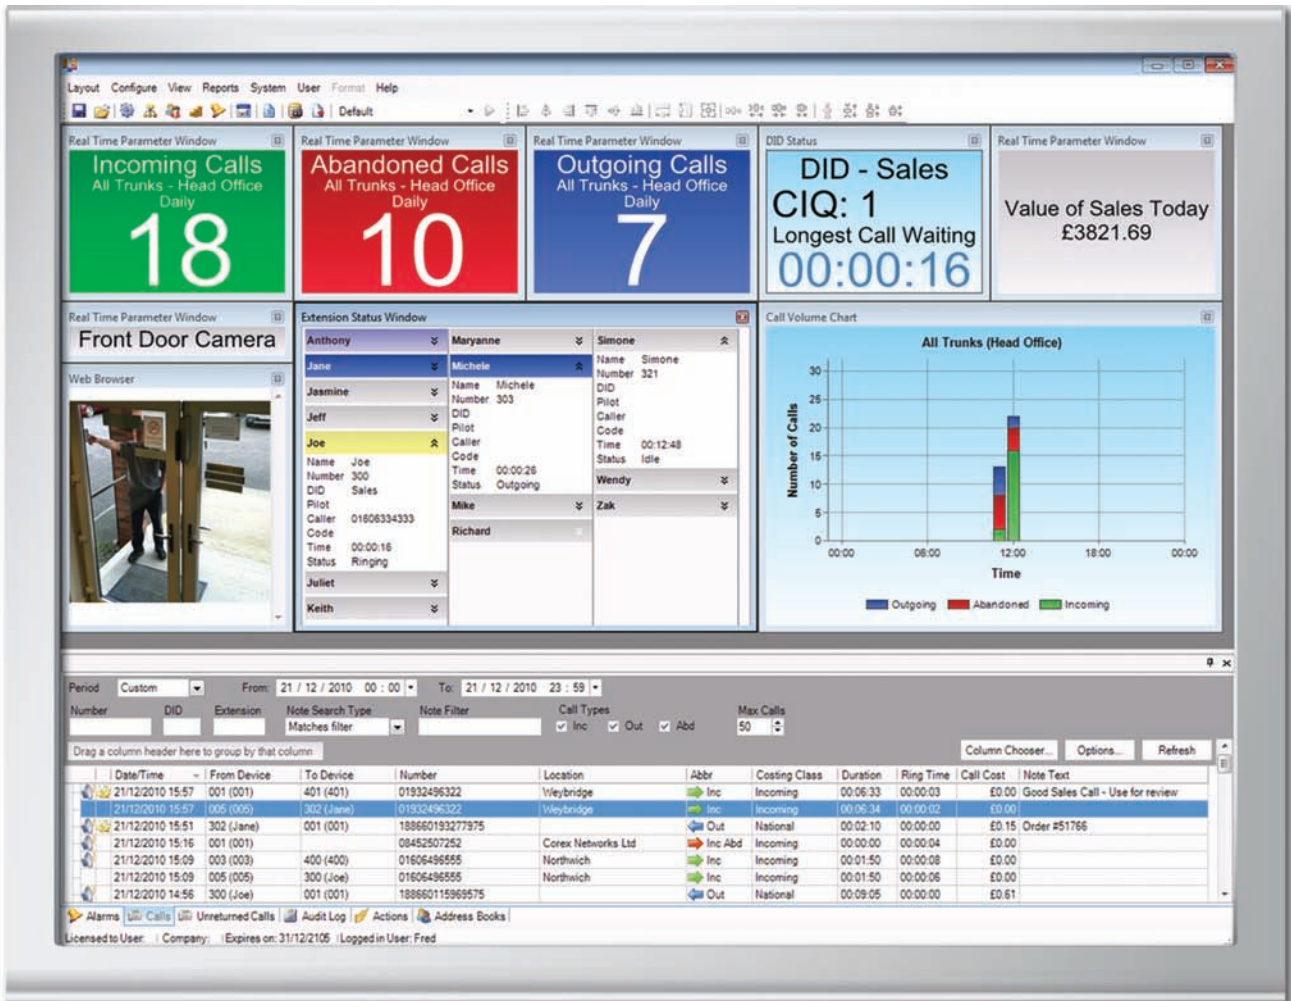 Layout Configure View Reports System User Format Help
Default
Real Time Parameter Window
Incoming Calls
All Trunks - Head Office
Daily
18
Real Time Parameter Window
Abandoned Calls
All Trunks - Head Office
Daily
10
Real Time Parameter Window
Outgoing Calls
All Trunks - Head Office
Daily
7
DID Status
DID - Sales
CIQ: 1
Longest Call Waiting
00:00:16
Real Time Parameter Window
Value of Sales Today
£3821.69
Real Time Parameter Window
Front Door Camera
Web Browser
Extension Status Window
Anthony
Jane
Jasmine
Jeff
Joe
Name Joe
Number 300
DID Sales
Pilot
Caller 01606334333
Code
Time 00:00:16
Status Ringing
Juliet
Keith
Maryanne
Michele
Name Michele
Number 303
DID
Pilot
Caller
Code
Time 00:00:26
Status Outgoing
Mike
Richard
Simone
Name Simone
Number 321
DID
Pilot
Caller
Code
Time 00:12:48
Status Idle
Wendy
Zak
Call Volume Chart
All Trunks (Head Office)
Number of Calls
30
25
20
15
10
5
0
00:00 06:00 12:00 18:00 00:00
Time
Outgoing Abandoned Incoming
Period Custom From: 21 / 12 / 2010 00 : 00 To: 21 / 12 / 2010 23 : 59
Number DID Extension Note Search Type Note Filter Call Types Max Calls
Matches filter Inc Out Abd 50
Drag a column header here to group by that column Column Chooser... Options... Refresh
Date/Time From Device To Device Number Location Abbr Costing Class Duration Ring Time Call Cost Note Text
21/12/2010 15:57 001 (001) 401 (401) 01932496322 Weybridge Inc Incoming 00:06:33 00:00:03 £0.00 Good Sales Call - Use for review
21/12/2010 15:57 005 (005) 302 (Jane) 01932496322 Weybridge Inc Incoming 00:06:34 00:00:02 £0.00
21/12/2010 15:51 302 (Jane) 001 (001) 188660193277975 Out National 00:02:10 00:00:00 £0.15 Order #51766
21/12/2010 15:16 001 (001) 08452507252 Corex Networks Ltd Inc Abd Incoming 00:00:00 00:00:04 £0.00
21/12/2010 15:09 003 (003) 400 (400) 01606496555 Northwich Inc Incoming 00:01:50 00:00:08 £0.00
21/12/2010 15:09 005 (005) 300 (Joe) 01606496555 Northwich Inc Incoming 00:01:50 00:00:06 £0.00
21/12/2010 14:56 300 (Joe) 001 (001) 188660115969575 Out National 00:09:05 00:00:00 £0.61
Alarms Calls Unreturned Calls Audit Log Actions Address Books
Licensed to User: Company: Expires on: 31/12/2105 Logged in User: Fred